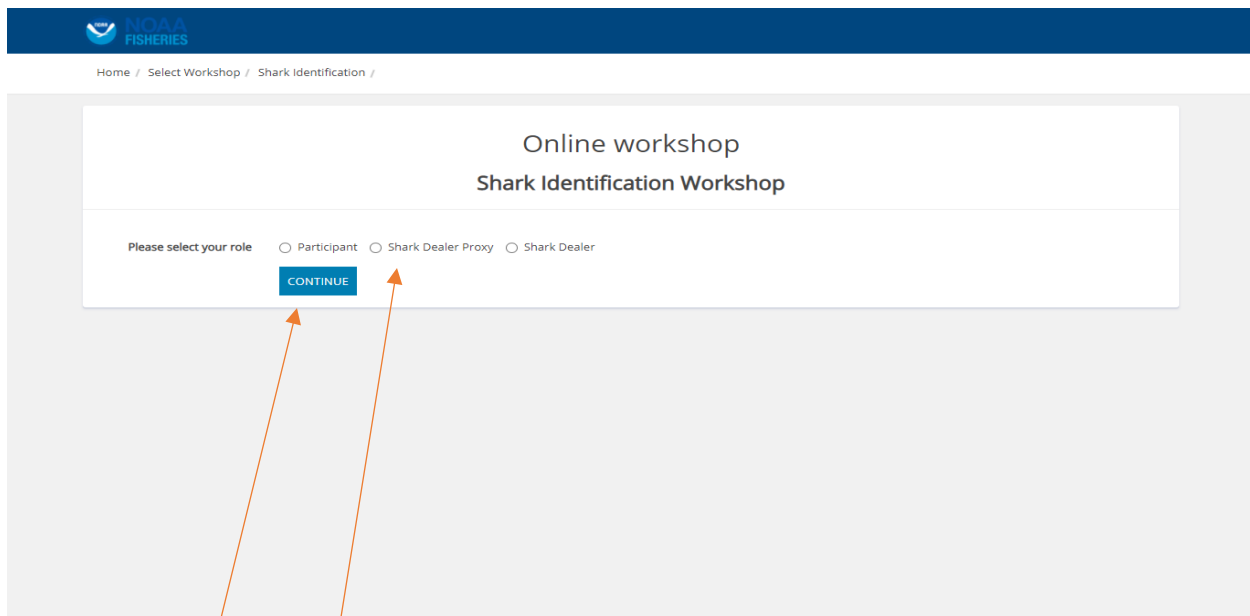 NOAA
FISHERIES
Home / Select Workshop / Shark Identification /
Online workshop
Shark Identification Workshop
Please select your role Participant Shark Dealer Proxy Shark Dealer
CONTINUE